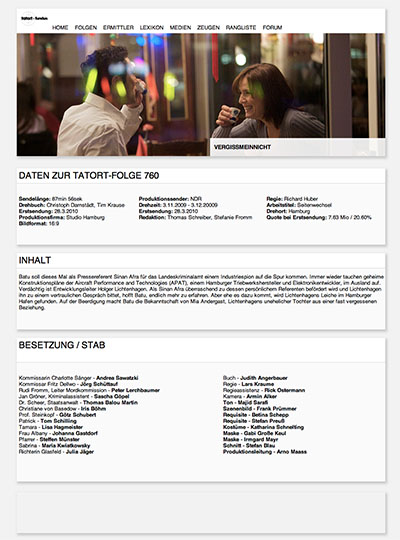 tatort-fundus
HOME FOLGEN ERMITTLER LEXIKON MEDIEN ZEUGEN RANGLISTE FORUM
VERGISSMEINNICHT
DATEN ZUR TATORT-FOLGE 760
Sendelänge: 87min 56sek
Drehbuch: Christoph Darnstädt, Tim Krause
Erstsendung: 28.3.2010
Produktionsfirma: Studio Hamburg
Bildformat: 16:9
Produktionssender: NDR
Drehzeit: 3.11.2009 - 3.12.20009
Erstsendung: 28.3.2010
Redaktion: Thomas Schreiber, Stefanie Fromm
Regie: Richard Huber
Arbeitstitel: Seitenwechsel
Drehort: Hamburg
Quote bei Erstsendung: 7.63 Mio / 20.60%
INHALT
Batu soll dieses Mal als Pressereferent Sinan Afra für das Landeskriminalamt einem Industriespion auf die Spur kommen. Immer wieder tauchen geheime
Konstruktionspläne der Aircraft Performance and Technologies (APAT), einem Hamburger Triebwerkshersteller und Elektronikentwickler, im Ausland auf.
Verdächtig ist Entwicklungsleiter Holger Lichtenhagen. Als Sinan Afra überraschend zu dessen persönlichem Referenten befördert wird und Lichtenhagen
ihn zu einem vertraulichen Gespräch bittet, hofft Batu, endlich mehr zu erfahren. Aber ehe es dazu kommt, wird Lichtenhagens Leiche im Hamburger
Hafen gefunden. Auf der Beerdigung macht Batu die Bekanntschaft von Mia Andergast, Lichtenhagens unehelicher Tochter aus einer fast vergessenen
Beziehung.
BESETZUNG / STAB
Kommissarin Charlotte Sänger - Andrea Sawatzki
Kommissar Fritz Dellwo - Jörg Schüttauf
Rudi Fromm, Leiter Mordkommission - Peter Lerchbaumer
Jan Gröner, Kriminalassistent - Sascha Göpel
Dr. Scheer, Staatsanwalt - Thomas Balou Martin
Christiane von Basedow - Iris Böhm
Prof. Steinkopf - Götz Schubert
Patrick - Tom Schilling
Tamara - Lisa Hagmeister
Frau Albany - Johanna Gastdorf
Pfarrer - Steffen Münster
Sabrina - Maria Kwiatkowsky
Richterin Glasfeld - Julia Jäger
Buch - Judith Angerbauer
Regie - Lars Kraume
Regieassistenz - Rick Ostermann
Kamera - Armin Alker
Ton - Majid Sarafi
Szenenbild - Frank Prümmer
Requisite - Betina Schepp
Requisite - Stefan Preuß
Kostüme - Katharina Schnelting
Maske - Gabi Große Keul
Maske - Irmgard Mayr
Schnitt - Stefan Blau
Produktionsleitung - Arno Maass